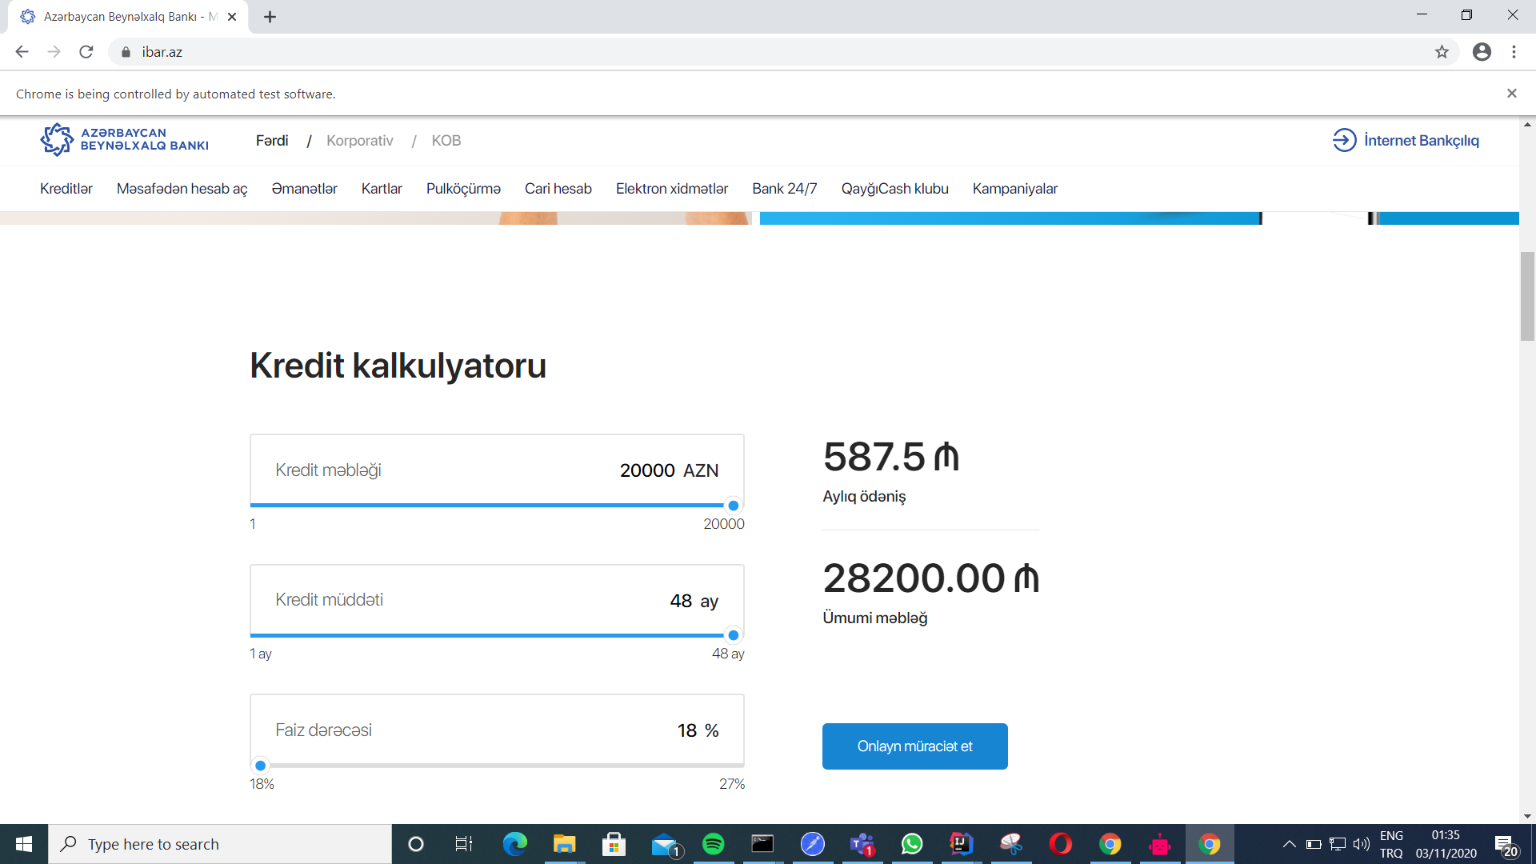 Azərbaycan Beynəlxalq Bankı - M
ibar.az
Chrome is being controlled by automated test software.
AZƏRBAYCAN
BEYNƏLXALQ BANKI
Fərdi / Korporativ / KOB
İnternet Bankçılıq
Kreditlər Məsafədən hesab aç Əmanətlər Kartlar Pulköçürmə Cari hesab Elektron xidmətlər Bank 24/7 QayğıCash klubu Kampaniyalar
Kredit kalkulyatoru
Kredit məbləği 20000 AZN
1 20000
Kredit müddəti 48 ay
1 ay 48 ay
Faiz dərəcəsi 18 %
18% 27%
587.5 ₼
Aylıq ödəniş
28200.00 ₼
Ümumi məbləğ
Onlayn müraciət et
Type here to search
1
1
ENG
TRQ
01:35
03/11/2020
20